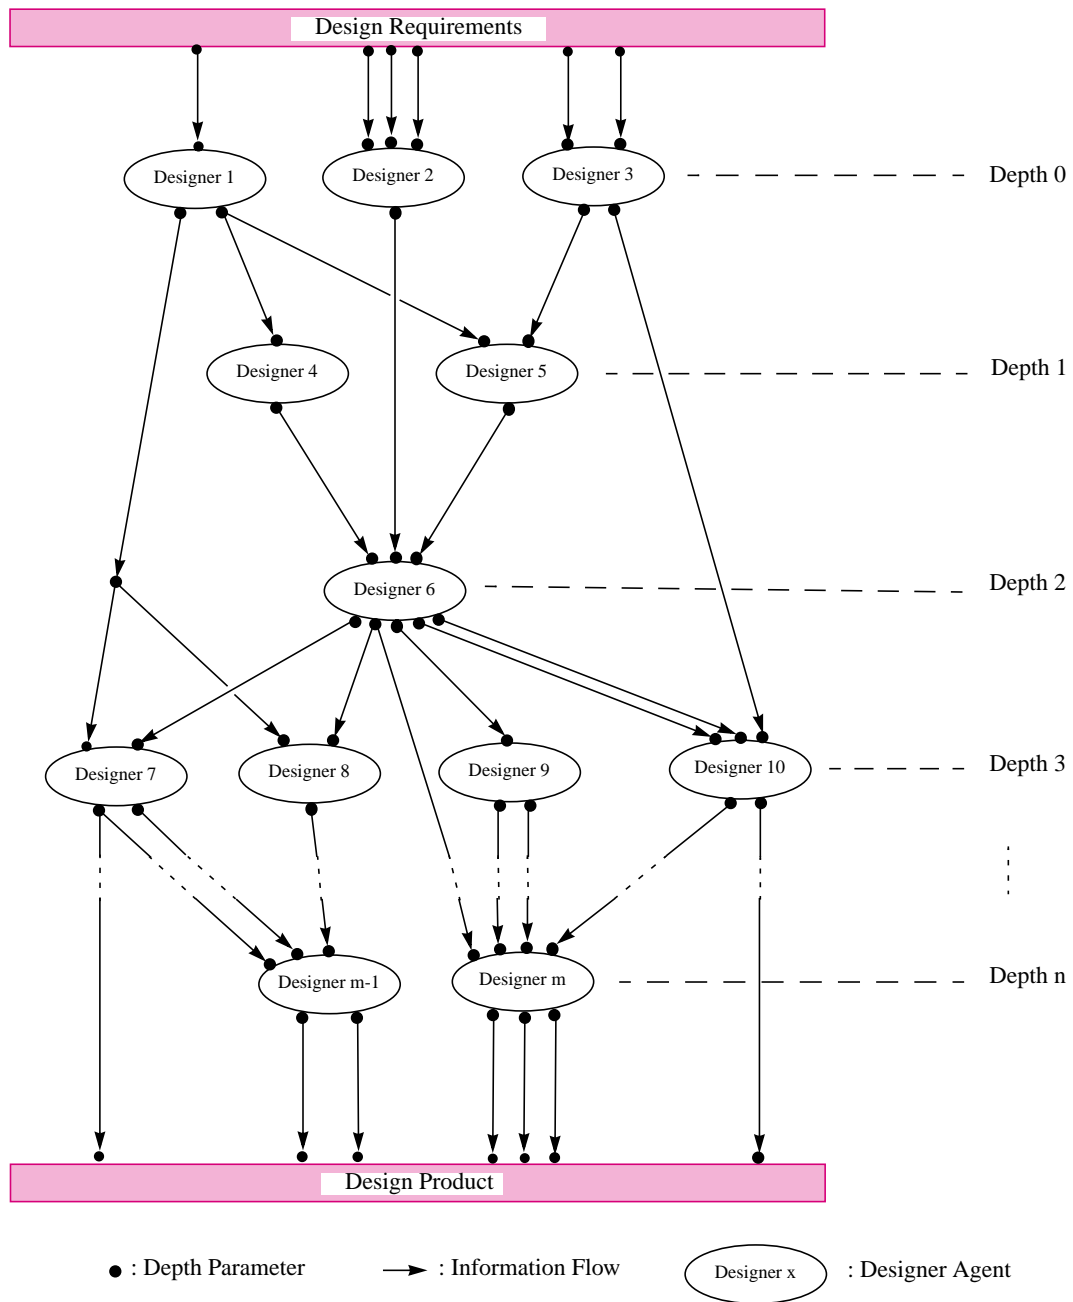 Design Requirements
Designer 1
Designer 2
Designer 3
Depth 0
Designer 4
Designer 5
Depth 1
Designer 6
Depth 2
Designer 7
Designer 8
Designer 9
Designer 10
Depth 3
Designer m-1
Designer m
Depth n
Design Product
: Depth Parameter
: Information Flow
Designer x
: Designer Agent